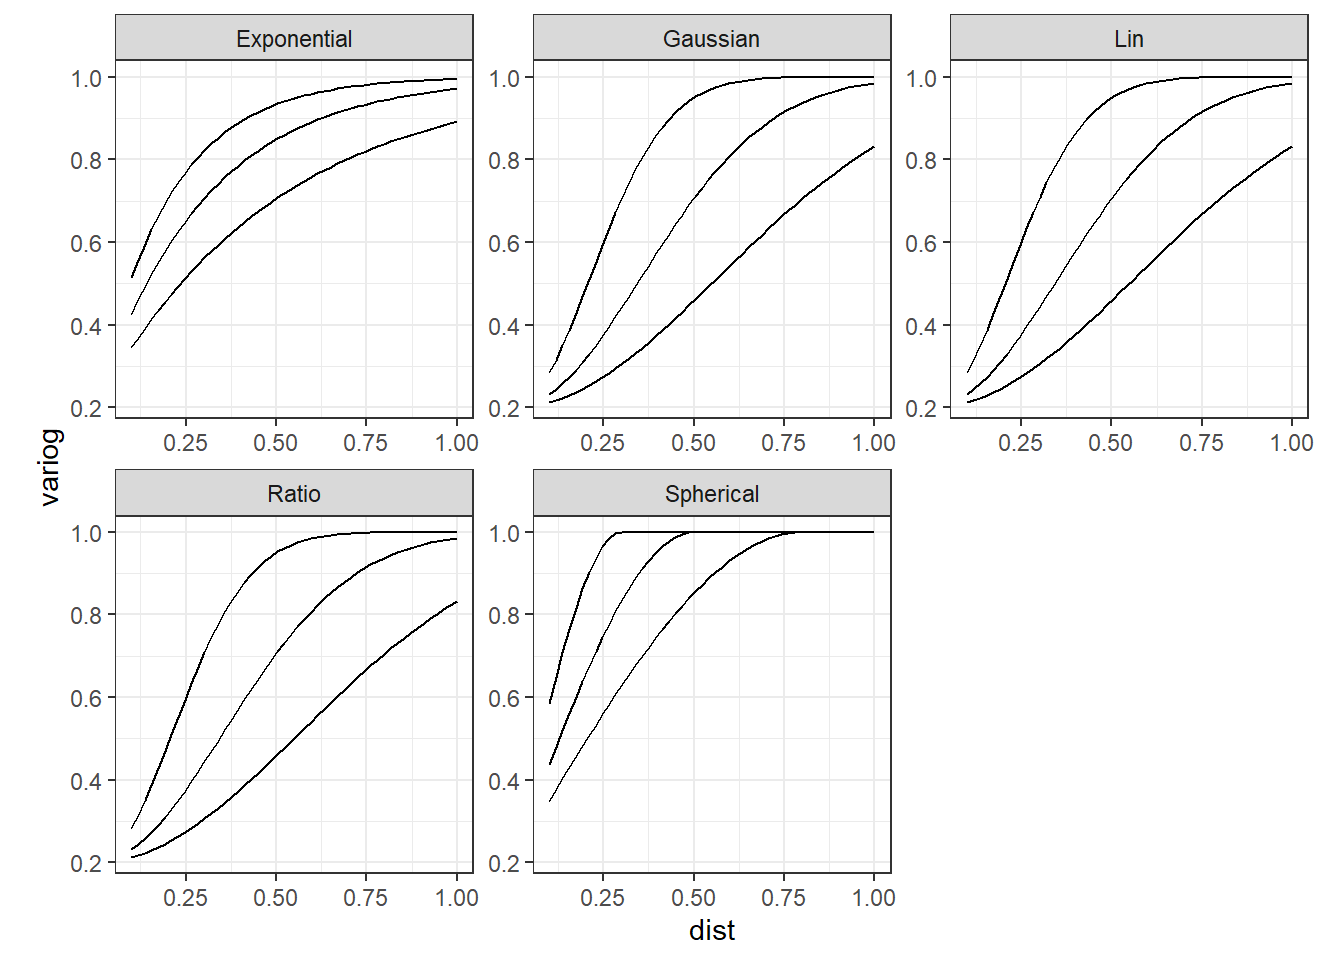 Exponential Gaussian Lin
1.0 1.0 1.0
0.8 0.8 0.8
0.6 0.6 0.6
0.4 0.4 0.4
0.2 0.2 0.2
0.25 0.50 0.75 1.00 0.25 0.50 0.75 1.00 0.25 0.50 0.75 1.00
variog
Ratio Spherical
1.0 1.0
0.8 0.8
0.6 0.6
0.4 0.4
0.2 0.2
0.25 0.50 0.75 1.00 0.25 0.50 0.75 1.00
dist